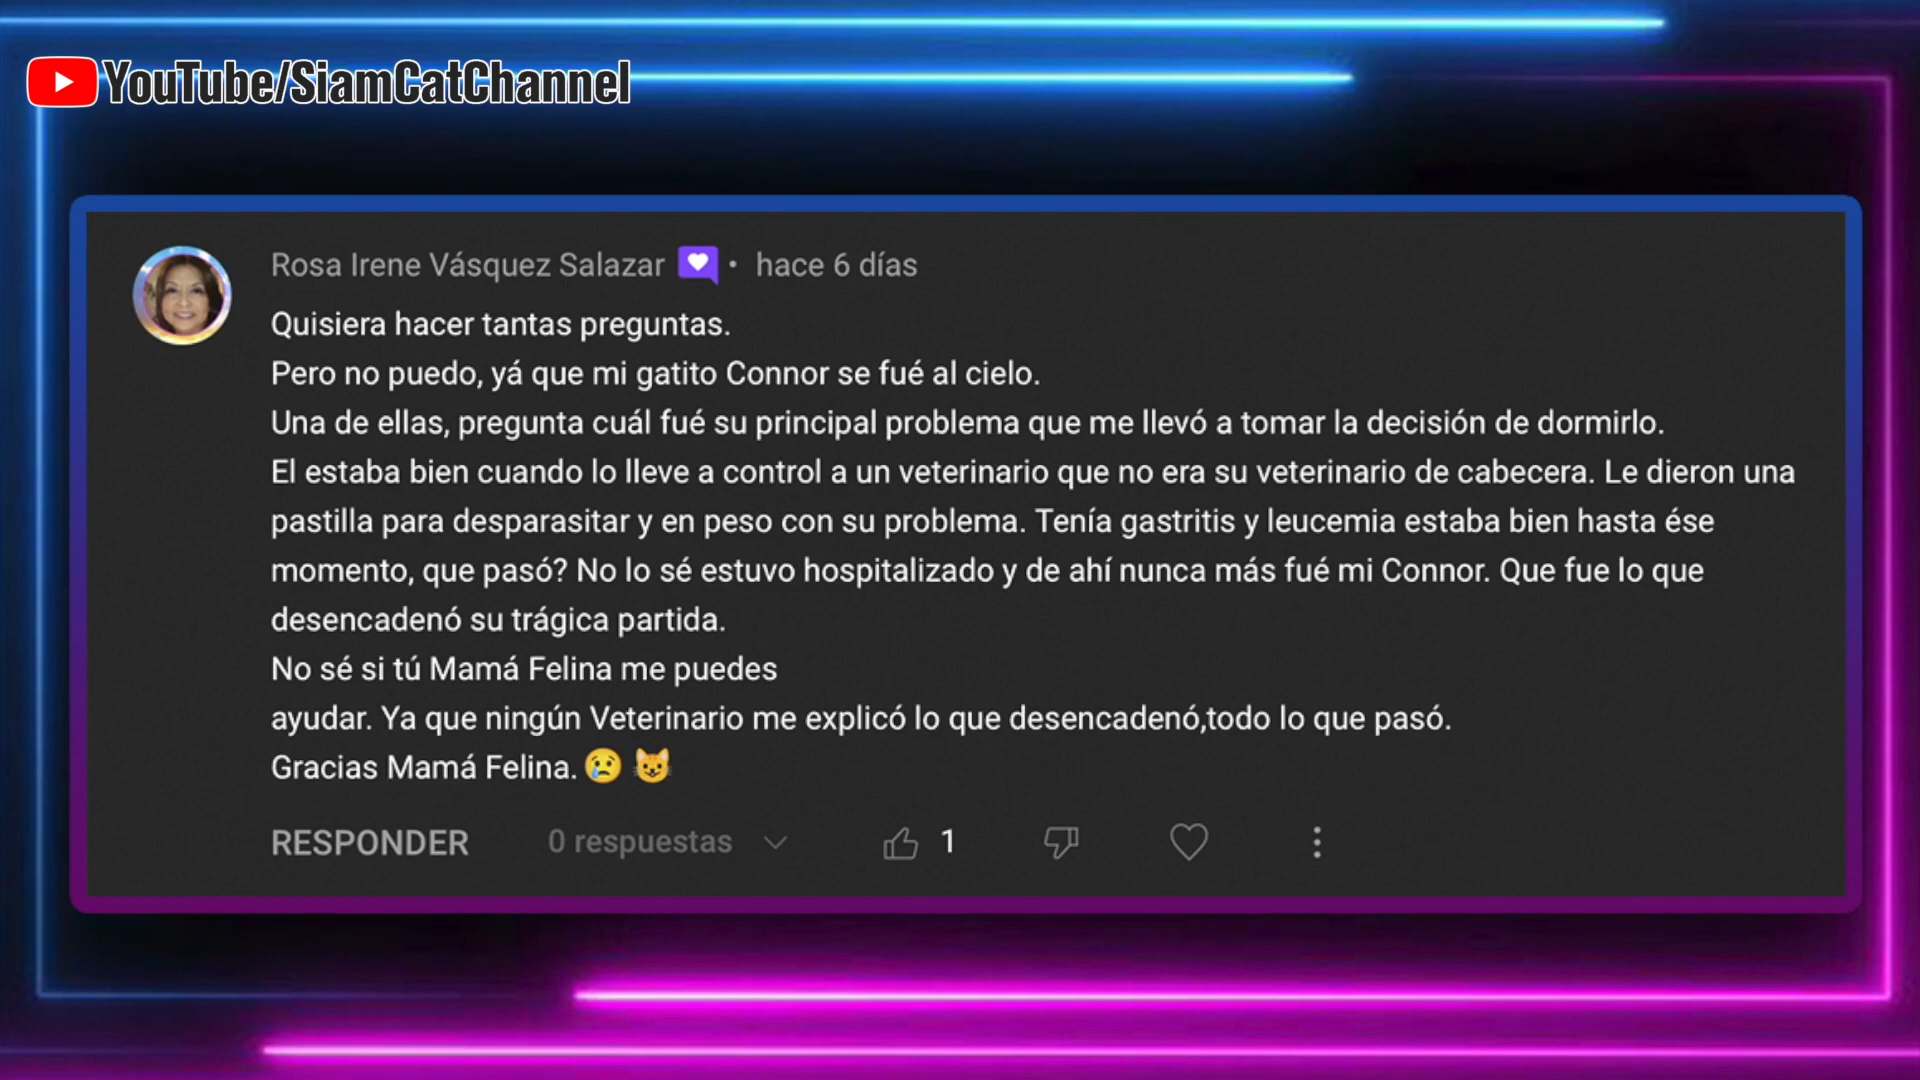 YouTube/SiamCatChannel
Rosa Irene Vásquez Salazar • hace 6 días
Quisiera hacer tantas preguntas.
Pero no puedo, yá que mi gatito Connor se fué al cielo.
Una de ellas, pregunta cuál fué su principal problema que me llevó a tomar la decisión de dormirlo.
El estaba bien cuando lo lleve a control a un veterinario que no era su veterinario de cabecera. Le dieron una
pastilla para desparasitar y en peso con su problema. Tenía gastritis y leucemia estaba bien hasta ése
momento, que pasó? No lo sé estuvo hospitalizado y de ahí nunca más fué mi Connor. Que fue lo que
desencadenó su trágica partida.
No sé si tú Mamá Felina me puedes
ayudar. Ya que ningún Veterinario me explicó lo que desencadenó,todo lo que pasó.
Gracias Mamá Felina. 😢 😺
RESPONDER 0 respuestas 1